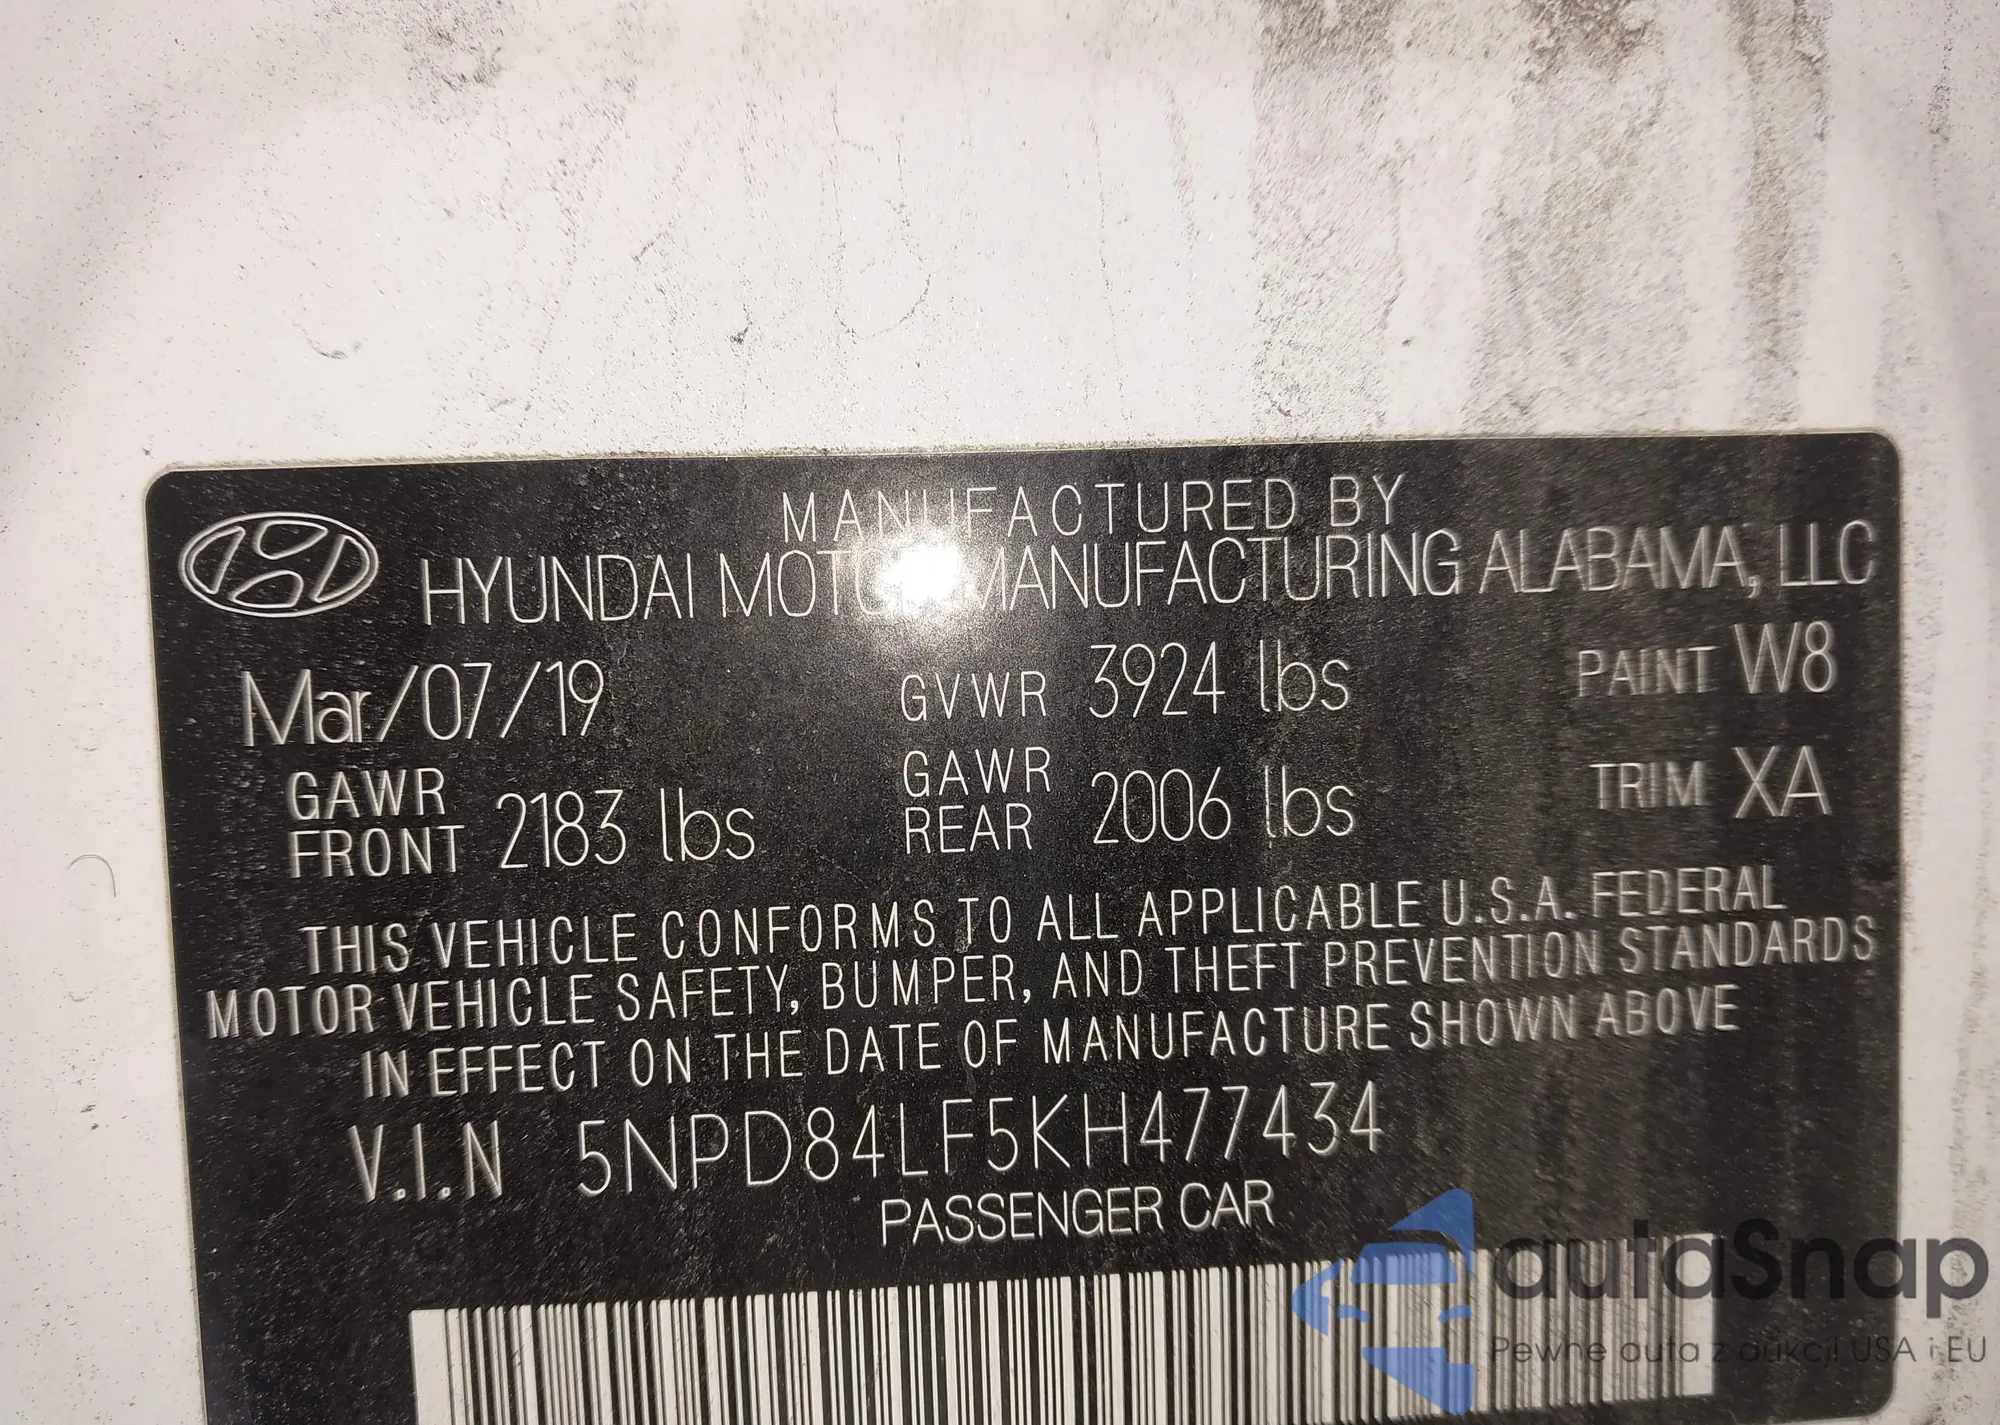 MANUFACTURED BY
HYUNDAI MOTOR MANUFACTURING ALABAMA, LLC
Mar/07/19 GVWR 3924 lbs PAINT W8
GAWR FRONT 2183 lbs GAWR REAR 2006 lbs TRIM XA
THIS VEHICLE CONFORMS TO ALL APPLICABLE U.S.A. FEDERAL
MOTOR VEHICLE SAFETY, BUMPER, AND THEFT PREVENTION STANDARDS
IN EFFECT ON THE DATE OF MANUFACTURE SHOWN ABOVE
V.I.N 5NPD84LF5KH477434
PASSENGER CAR
autaSnap
Pewne auta z aukcji USA i EU